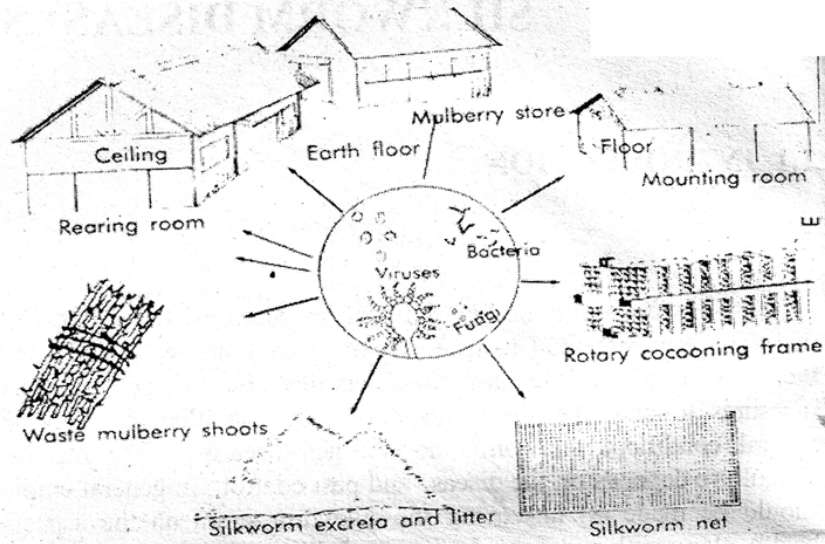 Mulberry store
Ceiling
Earth floor
Floor
Mounting room
Rearing room
Bacteria
Viruses
Fungi
Rotary cocooning frame
Waste mulberry shoots
Silkworm excreta and litter
Silkworm net